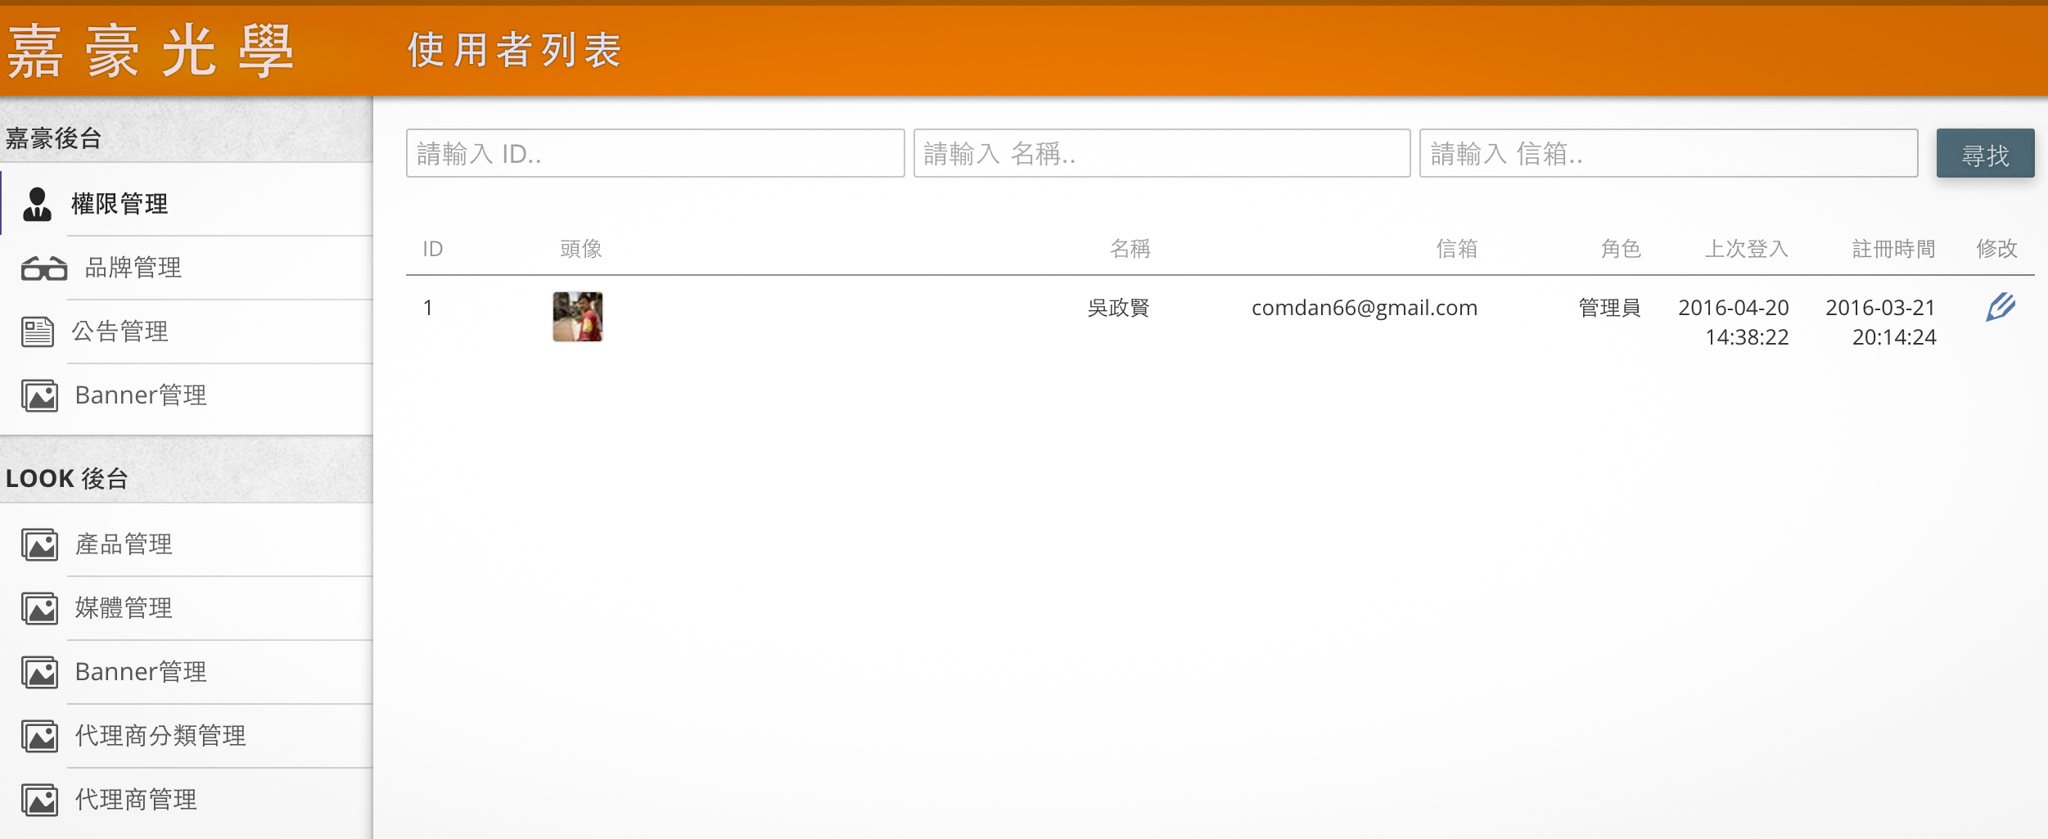 嘉豪光學
使用者列表
嘉豪後台
權限管理
品牌管理
公告管理
Banner管理
LOOK 後台
產品管理
媒體管理
Banner管理
代理商分類管理
代理商管理
請輸入 ID..
請輸入 名稱..
請輸入 信箱..
尋找
ID 頭像 名稱 信箱 角色 上次登入 註冊時間 修改
1 吳政賢 comdan66@gmail.com 管理員 2016-04-20 2016-03-21
14:38:22 20:14:24